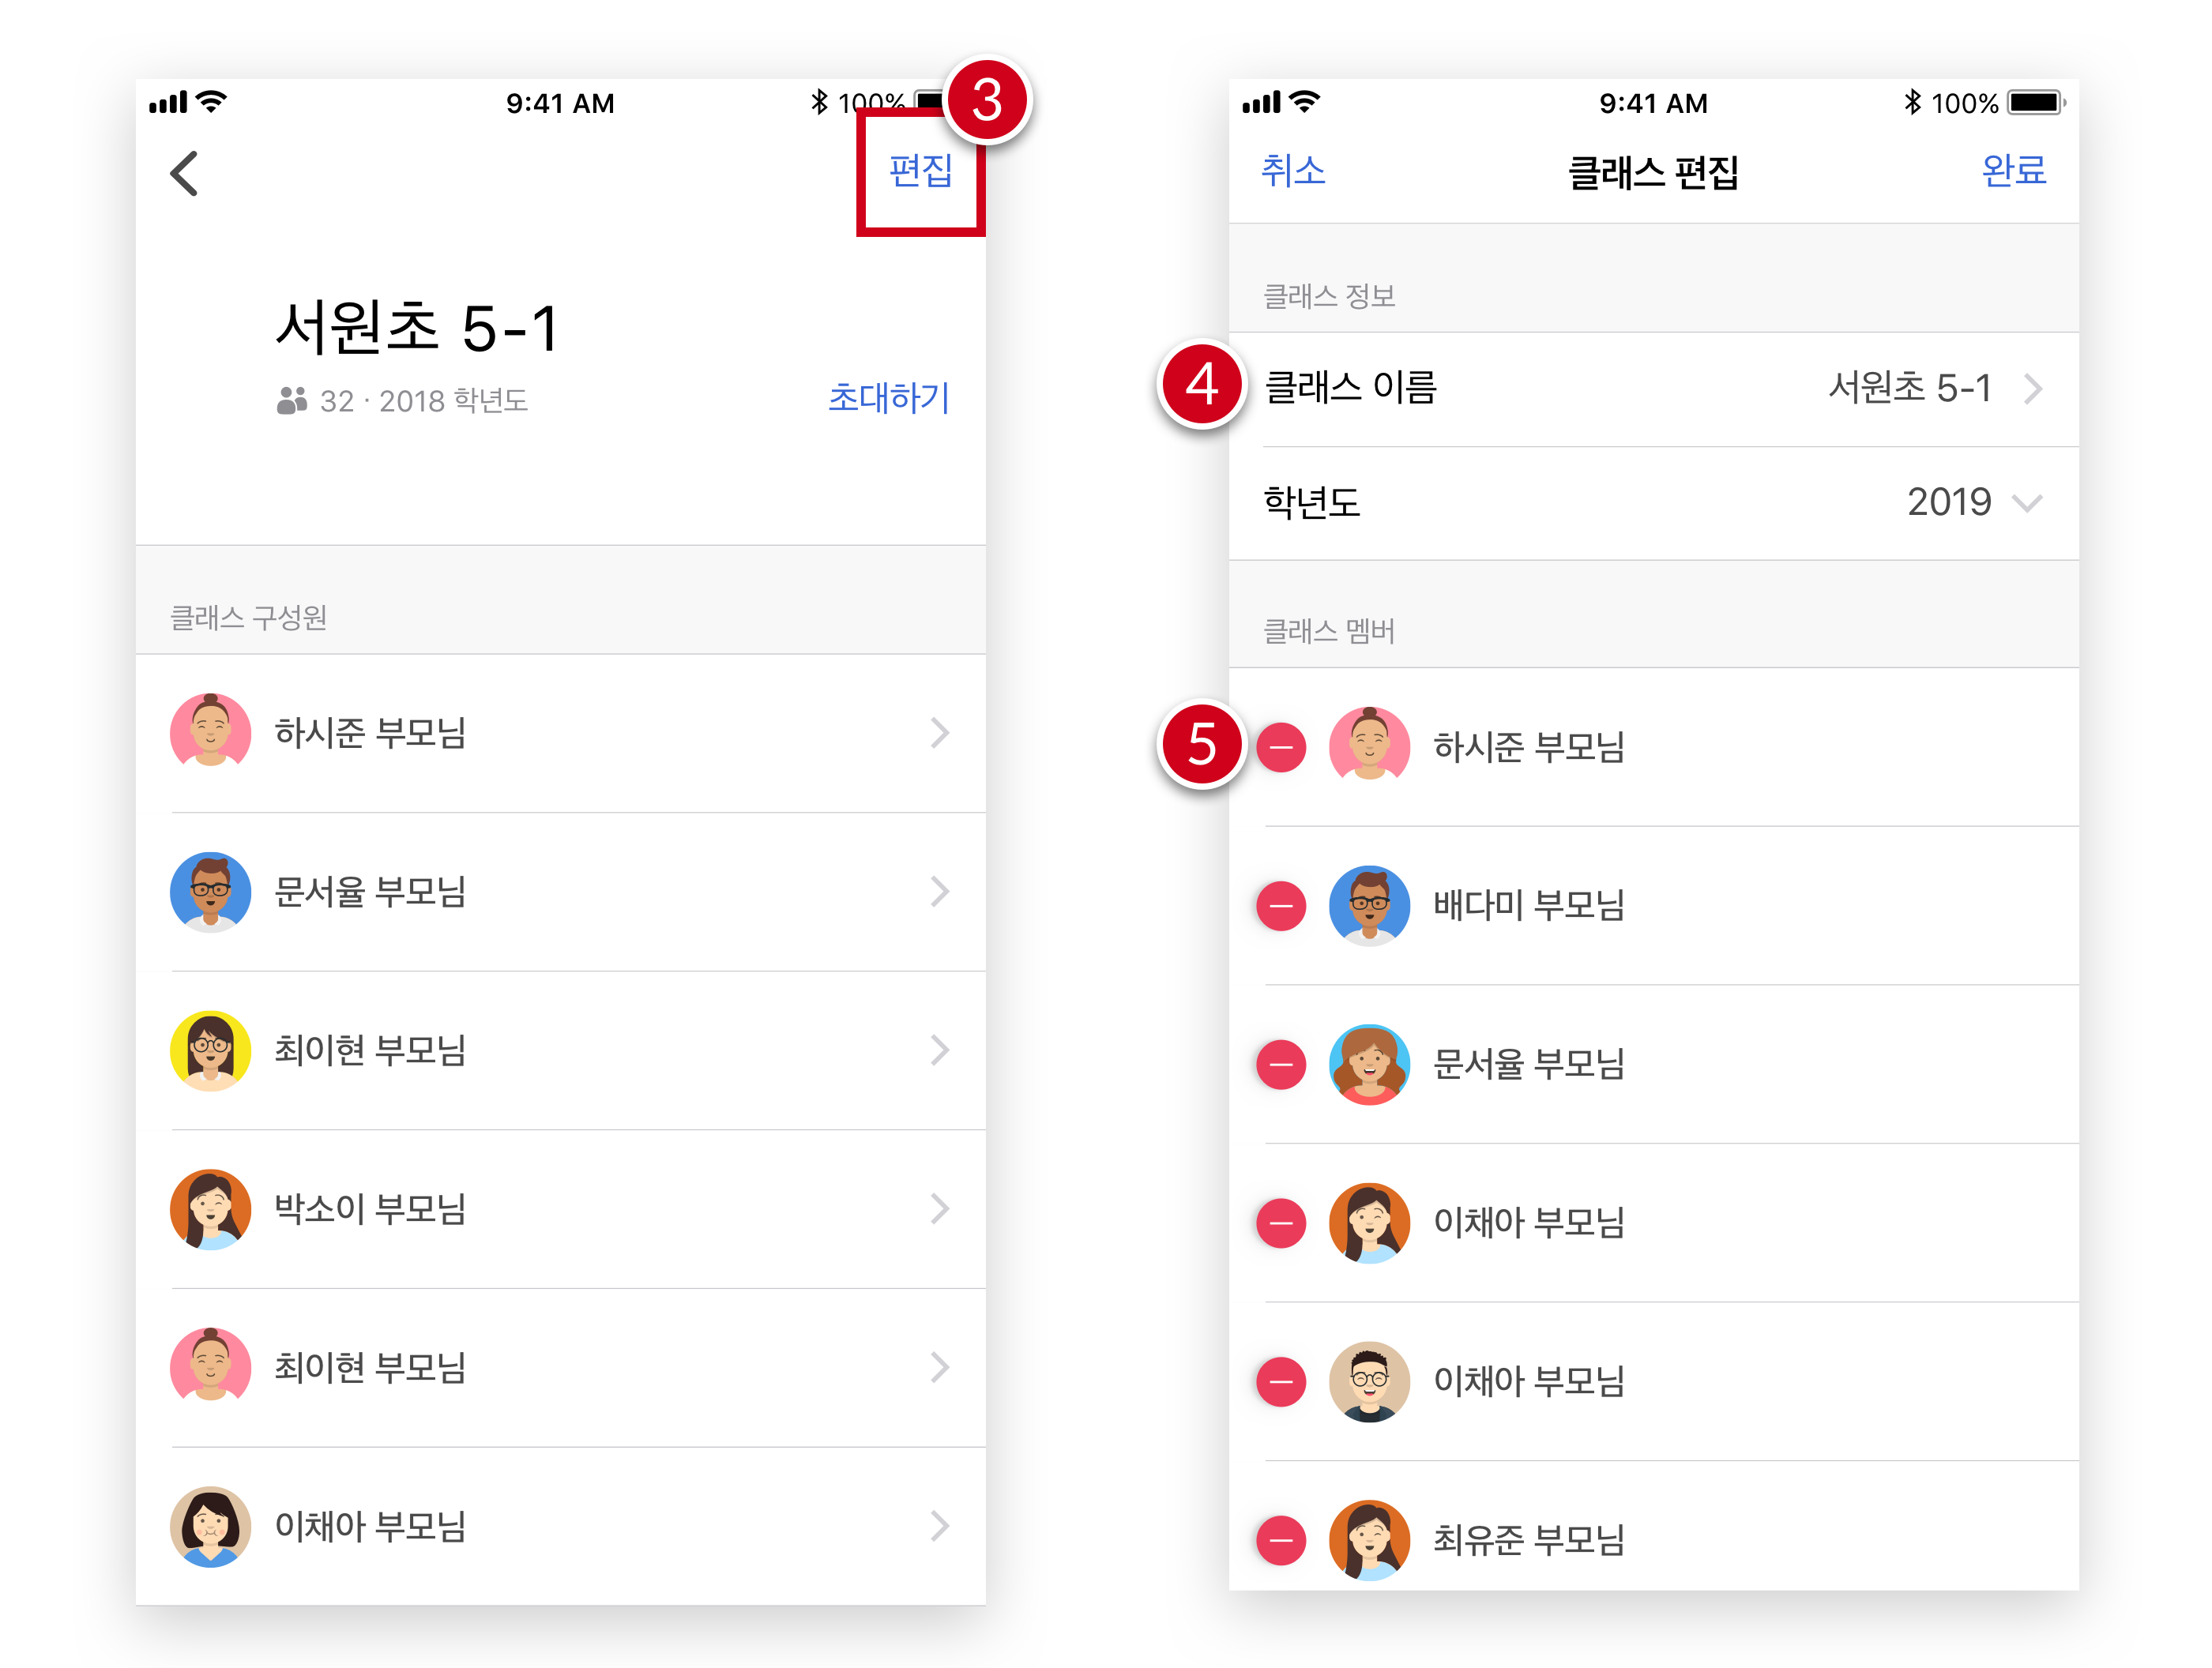 9:41 AM
100%
3
편집
서원초 5-1
32 · 2018 학년도
초대하기
클래스 구성원
하시준 부모님
문서율 부모님
최이현 부모님
박소이 부모님
최이현 부모님
이채아 부모님
9:41 AM
100%
취소
클래스 편집
완료
클래스 정보
4
클래스 이름
서원초 5-1
학년도
2019
클래스 멤버
5
하시준 부모님
배다미 부모님
문서율 부모님
이채아 부모님
이채아 부모님
최유준 부모님